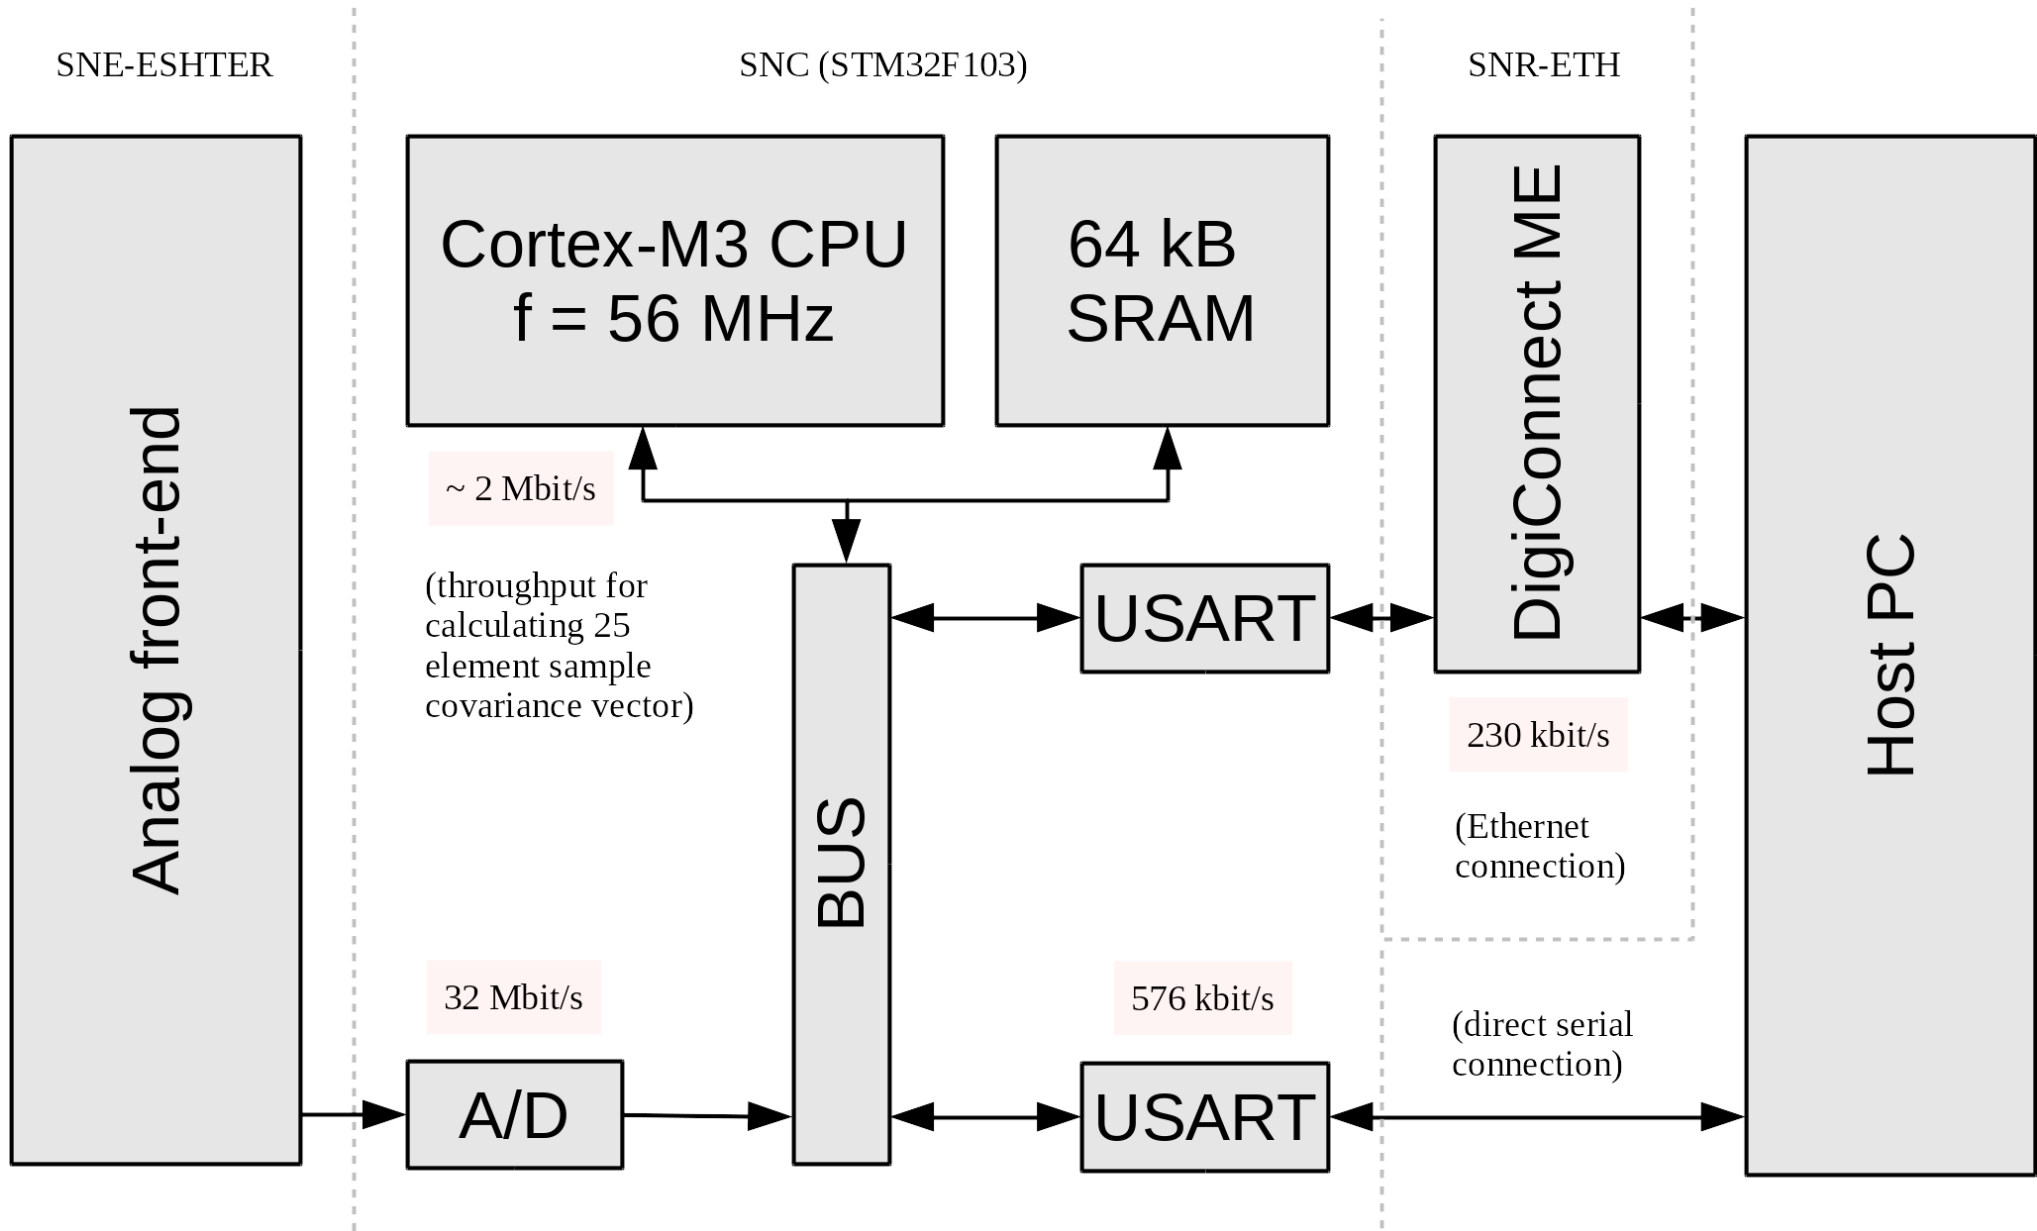 SNE-ESHTER
SNC (STM32F103)
SNR-ETH
Analog front-end
Cortex-M3 CPU
f = 56 MHz
64 kB
SRAM
DigiConnect ME
Host PC
~ 2 Mbit/s
(throughput for
calculating 25
element sample
covariance vector)
BUS
USART
230 kbit/s
(Ethernet
connection)
32 Mbit/s
A/D
576 kbit/s
USART
(direct serial
connection)